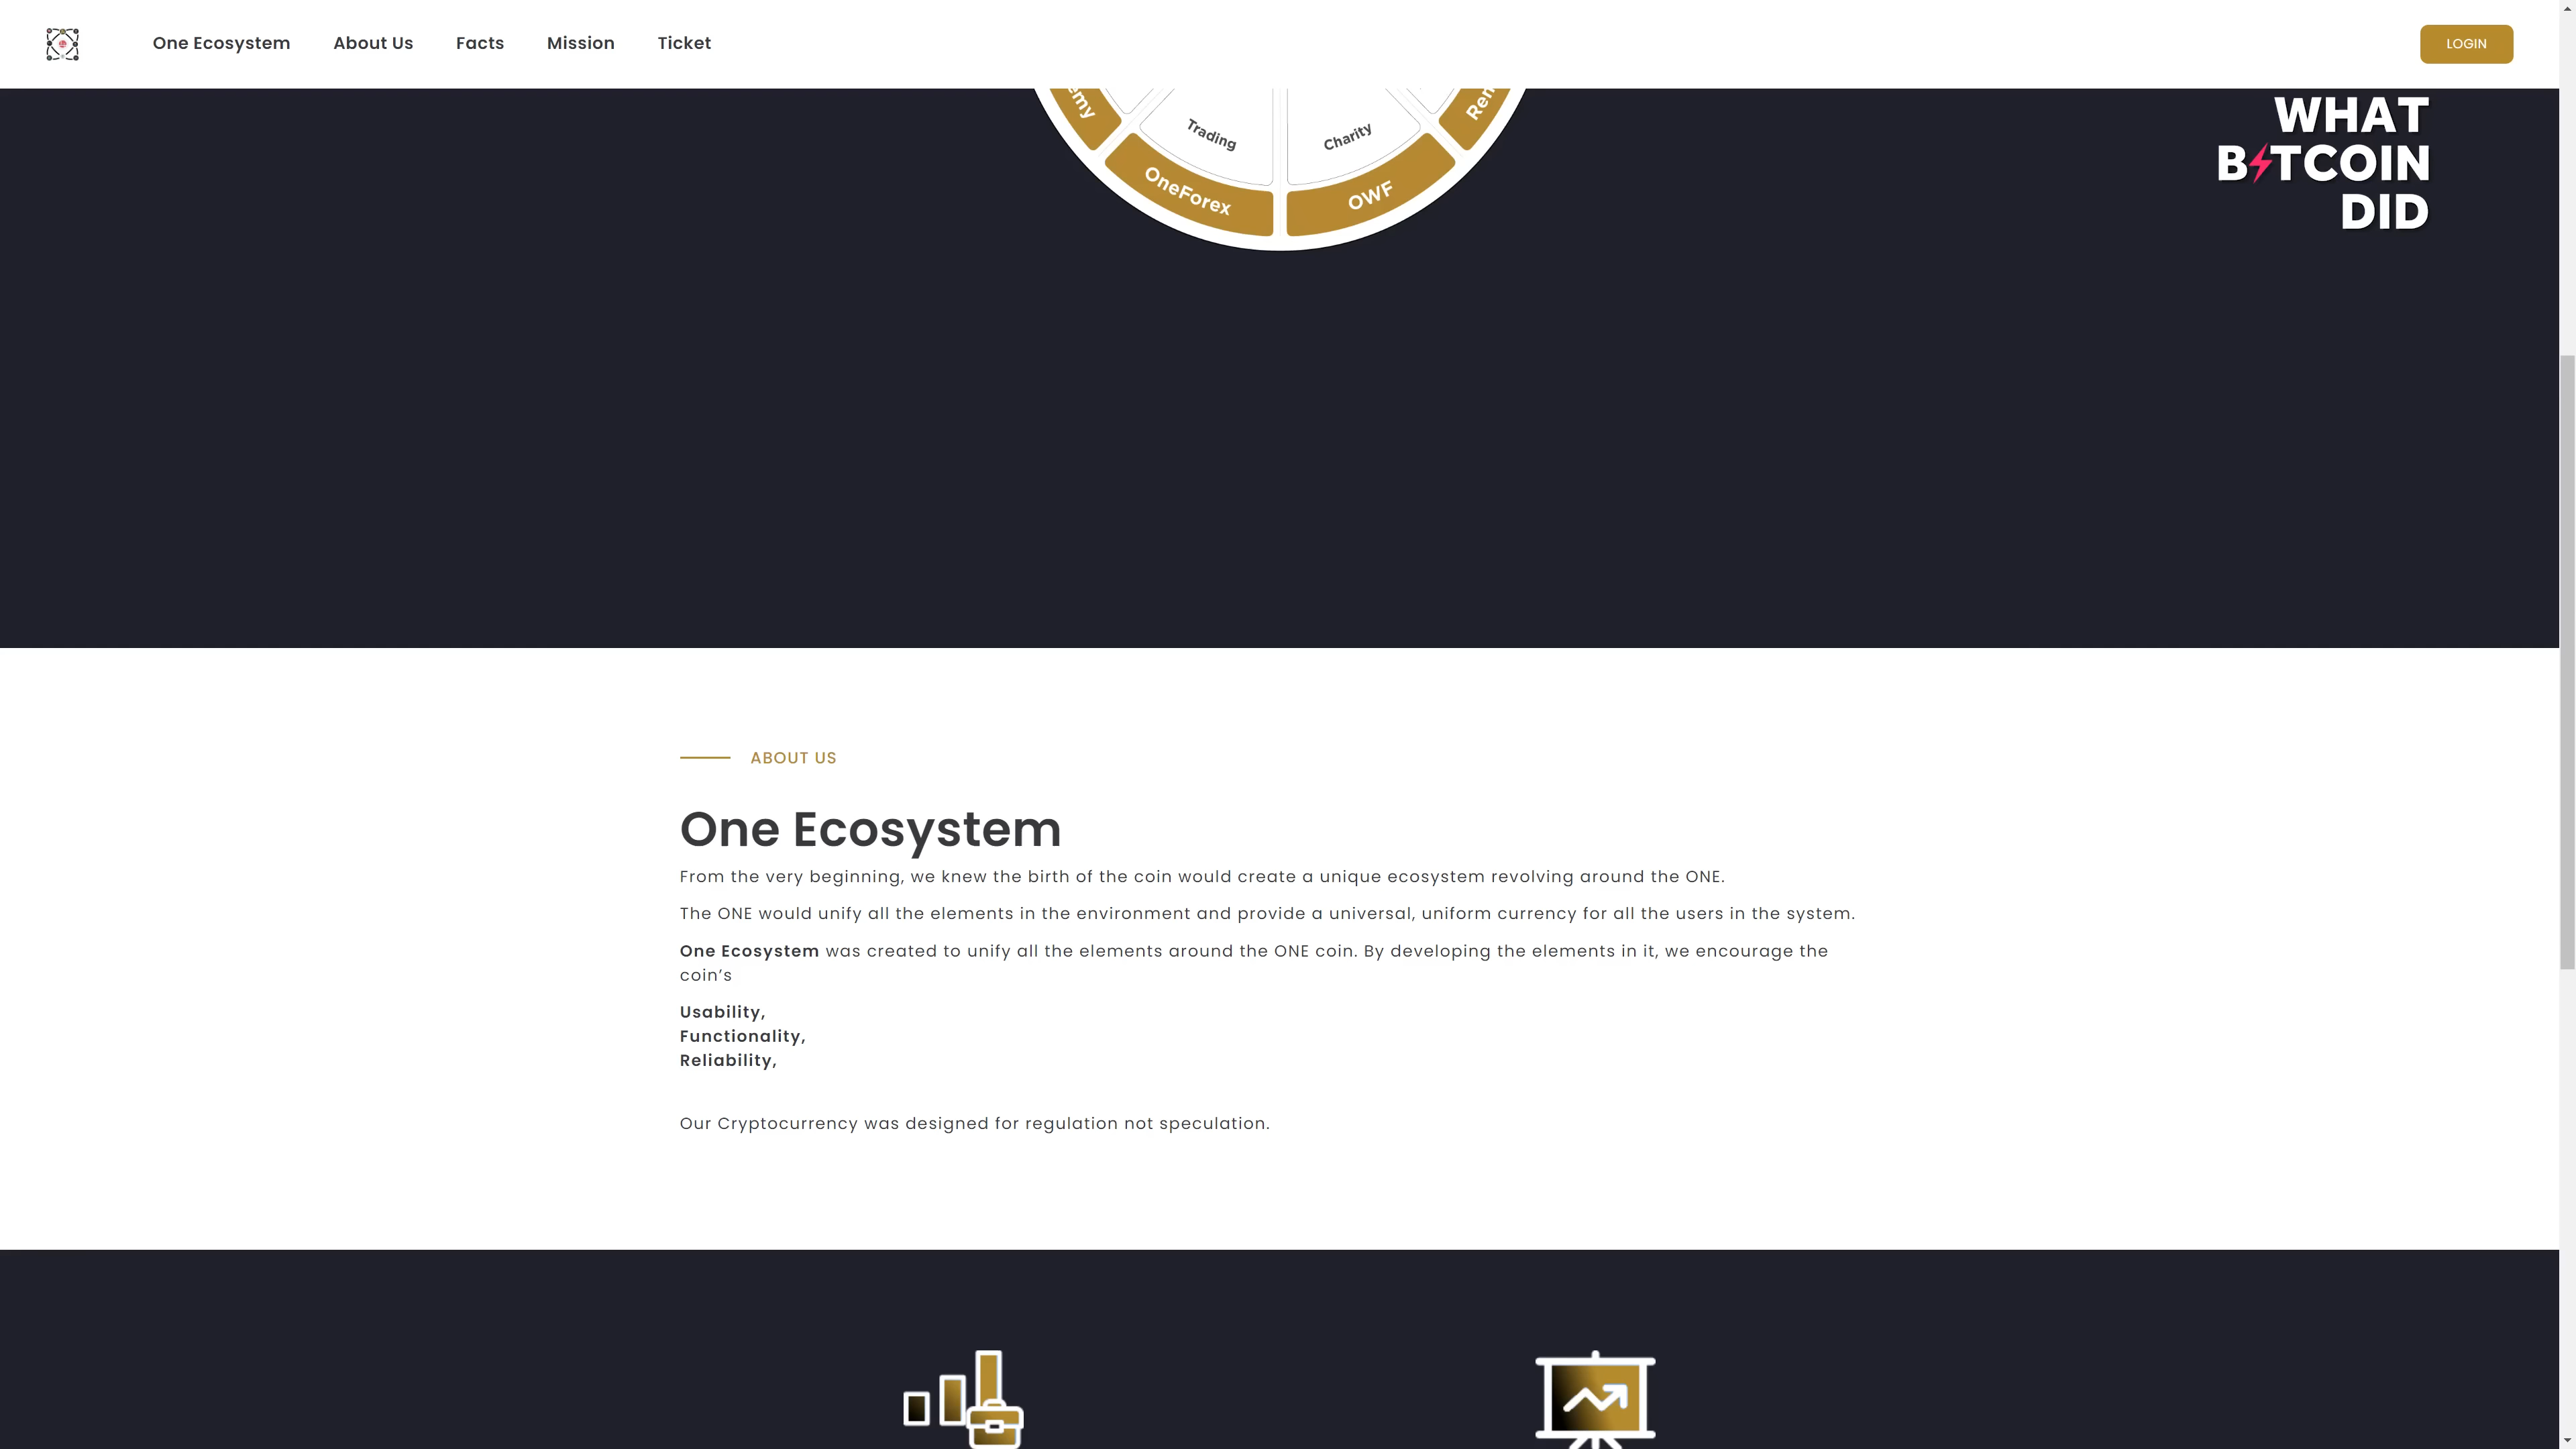 One Ecosystem About Us Facts Mission Ticket LOGIN
WHAT
B⚡TCOIN
DID
Trading
Charity
OneForex
OWF
ABOUT US
One Ecosystem
From the very beginning, we knew the birth of the coin would create a unique ecosystem revolving around the ONE.
The ONE would unify all the elements in the environment and provide a universal, uniform currency for all the users in the system.
One Ecosystem was created to unify all the elements around the ONE coin. By developing the elements in it, we encourage the
coin’s
Usability,
Functionality,
Reliability,
Our Cryptocurrency was designed for regulation not speculation.